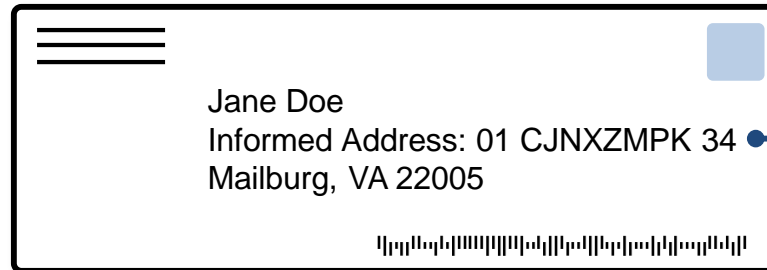 Jane Doe
Informed Address: 01 CJNXZMPK 34
Mailburg, VA 22005